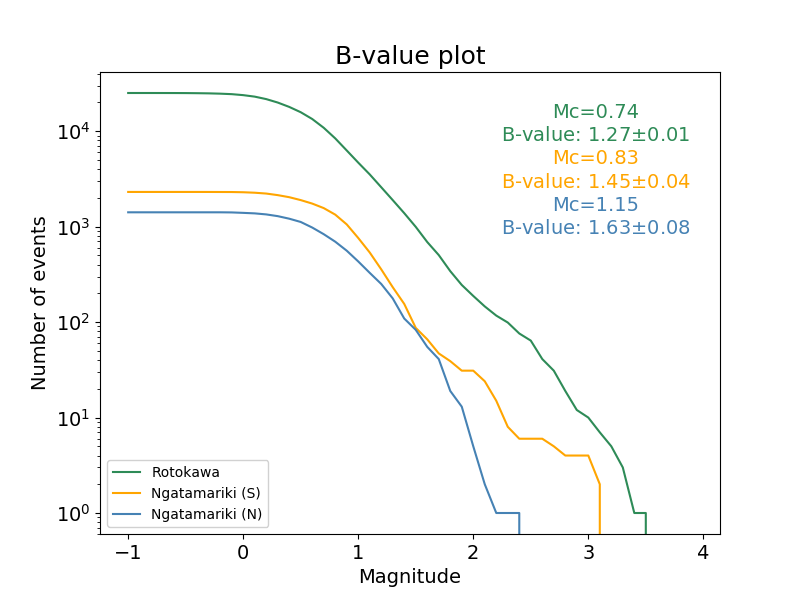 B-value plot
Mc=0.74
B-value: 1.27±0.01
Mc=0.83
B-value: 1.45±0.04
Mc=1.15
B-value: 1.63±0.08
Number of events
10⁴
10³
10²
10¹
10⁰
Rotokawa
Ngatamariki (S)
Ngatamariki (N)
−1 0 1 2 3 4
Magnitude